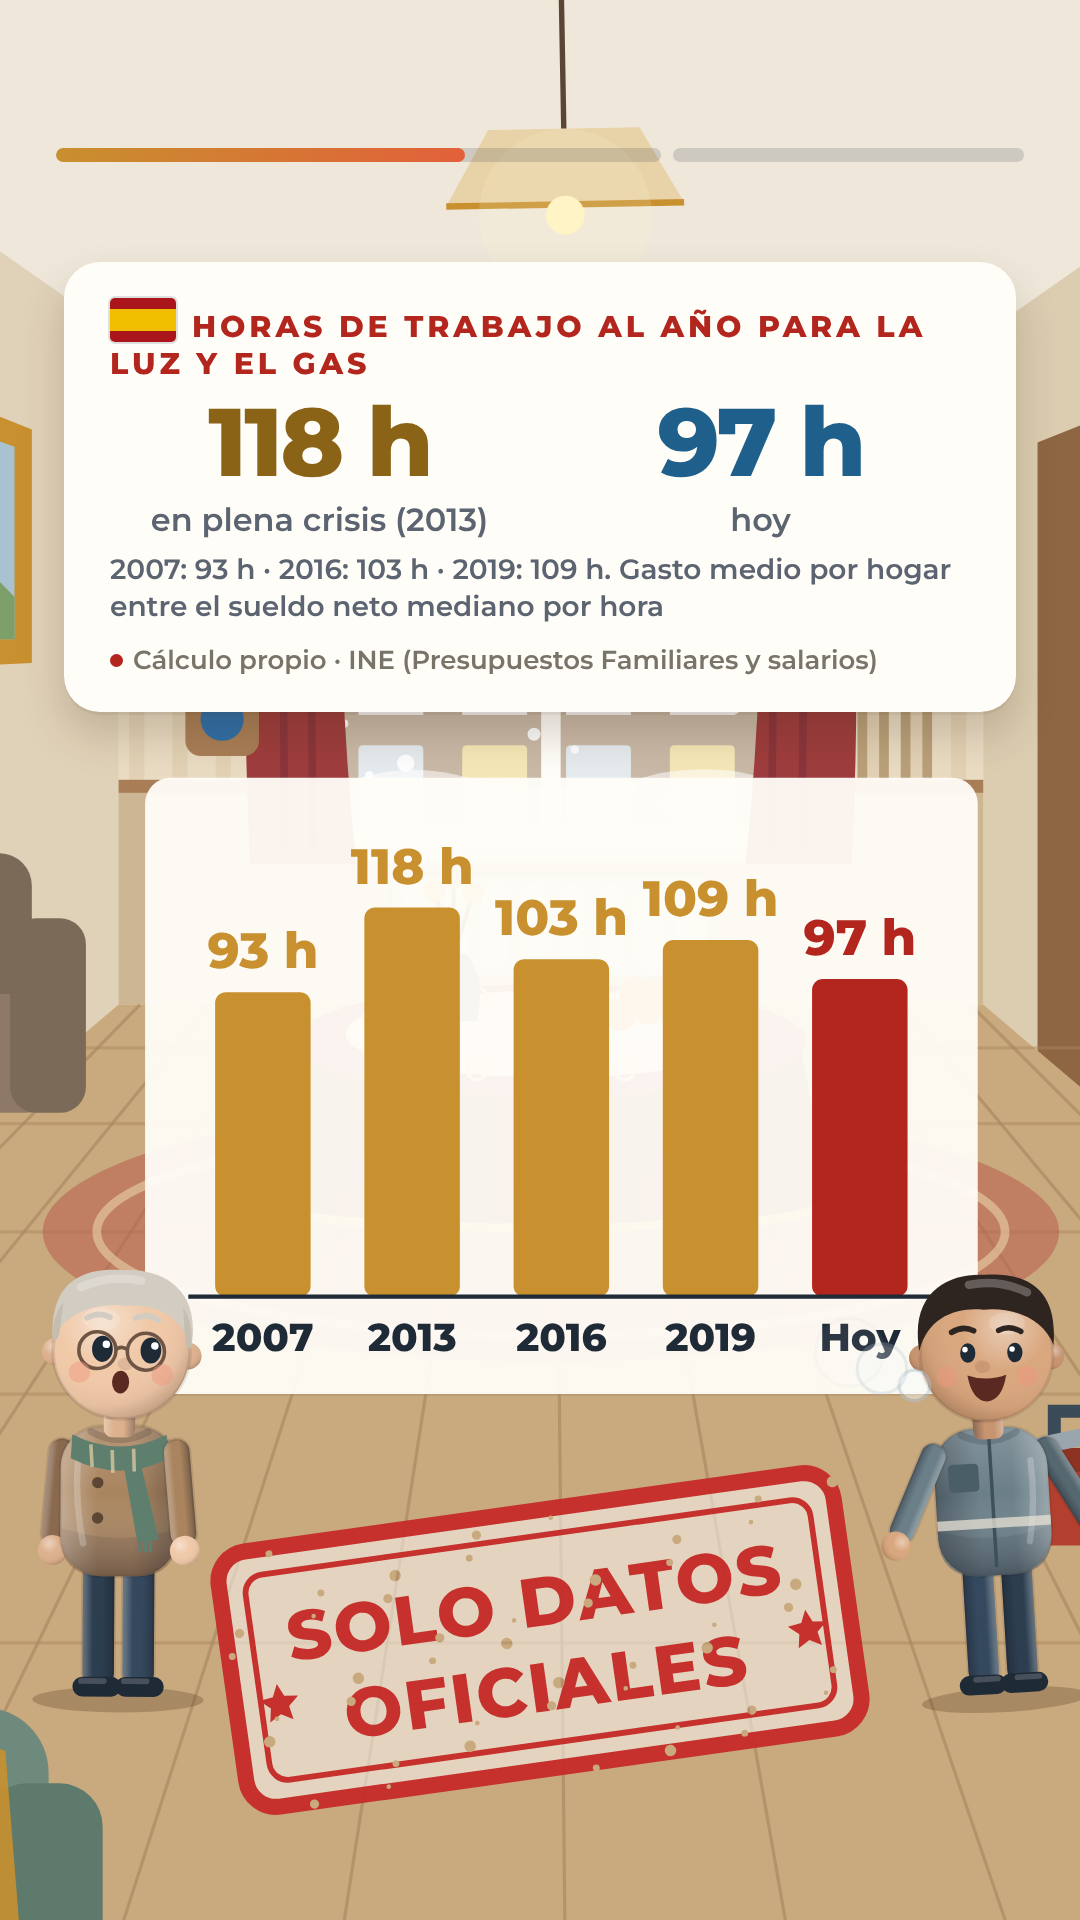 HORAS DE TRABAJO AL AÑO PARA LA
LUZ Y EL GAS
118 h
97 h
en plena crisis (2013)
hoy
2007: 93 h · 2016: 103 h · 2019: 109 h. Gasto medio por hogar
entre el sueldo neto mediano por hora
Cálculo propio · INE (Presupuestos Familiares y salarios)
93 h
118 h
103 h
109 h
97 h
2007
2013
2016
2019
Hoy
SOLO DATOS
OFICIALES